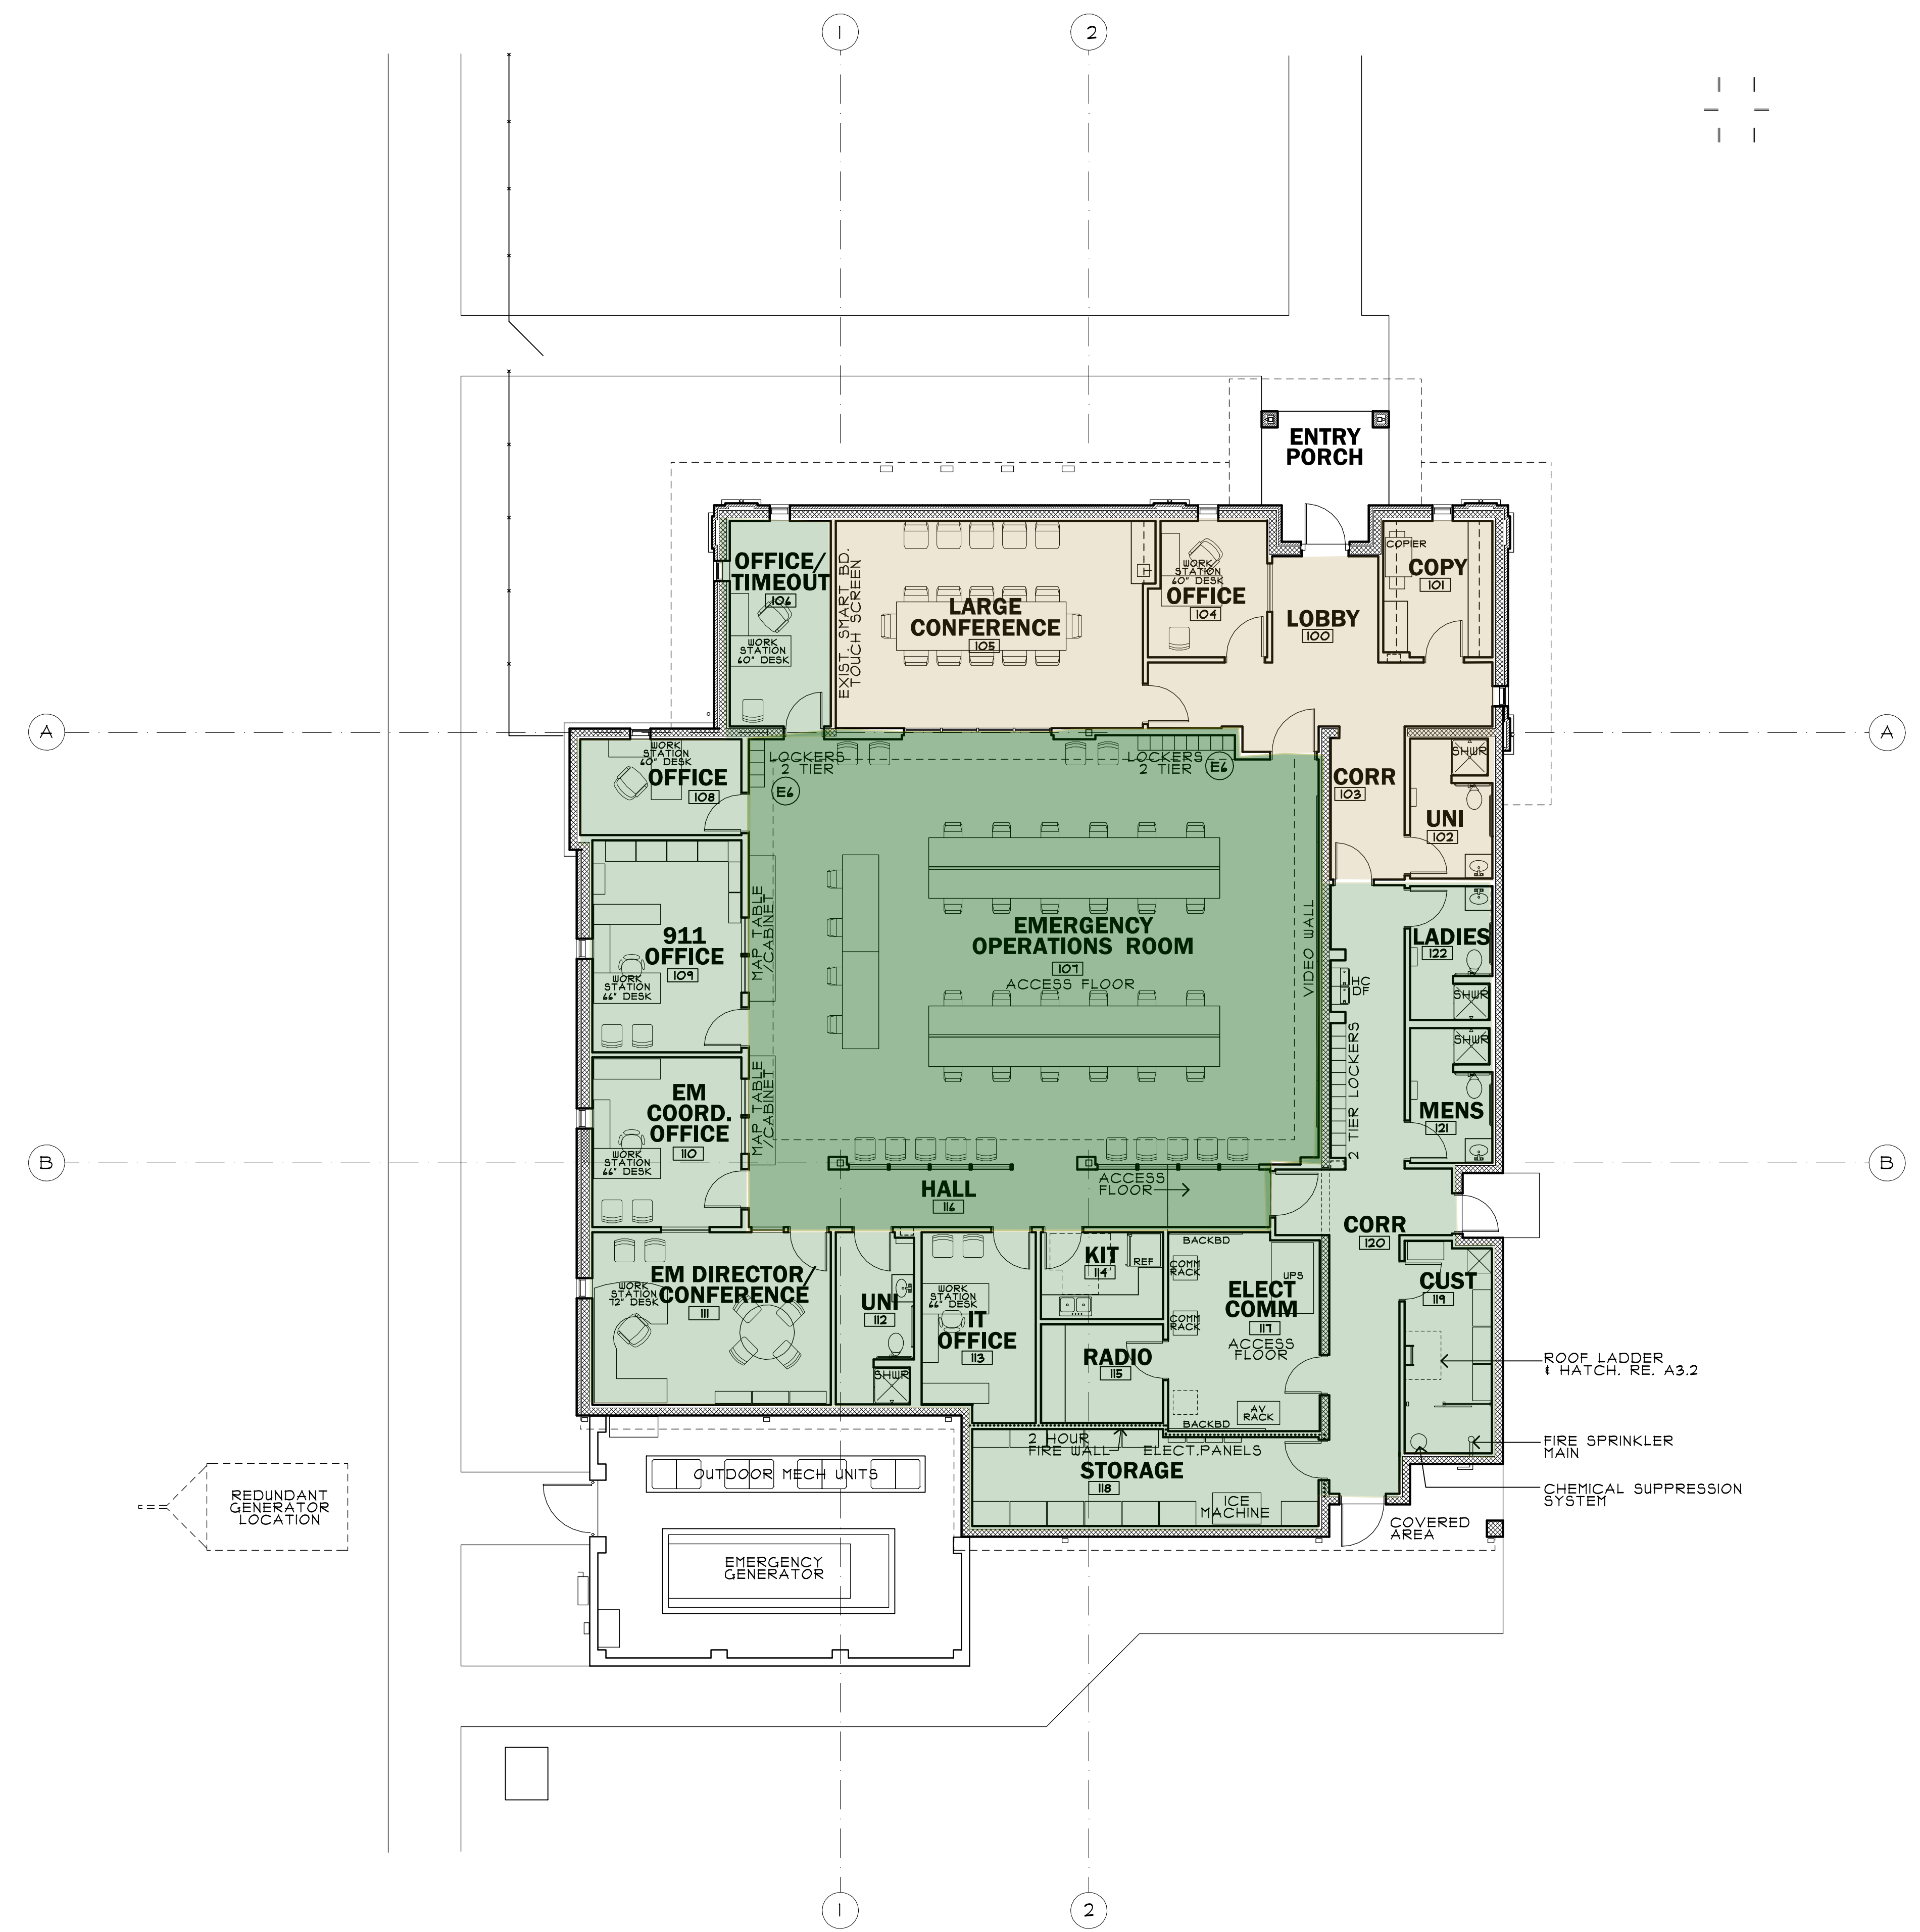 1
2
ENTRY
PORCH
OFFICE/
TIMEOUT
106
WORK
STATION
60" DESK
EXIST. SMART BD.
TOUCH SCREEN
LARGE
CONFERENCE
105
WORK
STATION
60" DESK
OFFICE
104
LOBBY
100
COPIER
COPY
101
A
A
WORK
STATION
60" DESK
OFFICE
108
LOCKERS
2 TIER
E6
LOCKERS
2 TIER
E6
CORR
103
SHWR
UNI
102
911
OFFICE
109
WORK
STATION
66" DESK
MAP TABLE
/CABINET
EMERGENCY
OPERATIONS ROOM
107
ACCESS FLOOR
VIDEO WALL
HC
DF
LADIES
122
SHWR
SHWR
2 TIER LOCKERS
MENS
121
EM
COORD.
OFFICE
110
WORK
STATION
66" DESK
MAP TABLE
/CABINET
B
B
HALL
116
ACCESS
FLOOR
CORR
120
EM DIRECTOR/
CONFERENCE
111
WORK
STATION
72" DESK
UNI
112
SHWR
WORK
STATION
66" DESK
IT
OFFICE
113
KIT
114
REF
RADIO
115
BACKBD
COMM
RACK
COMM
RACK
UPS
ELECT
COMM
117
ACCESS
FLOOR
AV
RACK
BACKBD
CUST
119
ROOF LADDER
& HATCH. RE. A3.2
2 HOUR
FIRE WALL
ELECT.PANELS
STORAGE
118
ICE
MACHINE
FIRE SPRINKLER
MAIN
CHEMICAL SUPPRESSION
SYSTEM
COVERED
AREA
OUTDOOR MECH UNITS
REDUNDANT
GENERATOR
LOCATION
EMERGENCY
GENERATOR
1
2